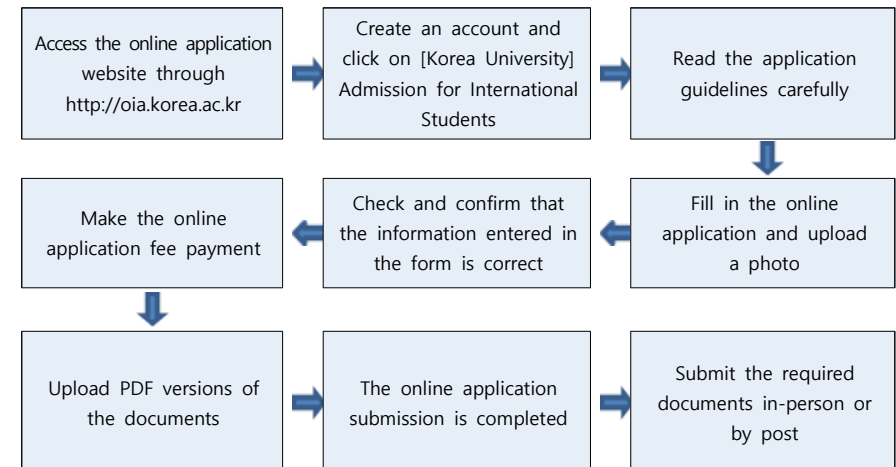 Access the online application
website through
http://oia.korea.ac.kr
Create an account and
click on [Korea University]
Admission for International
Students
Read the application
guidelines carefully
Fill in the online
application and upload
a photo
Check and confirm that
the information entered in
the form is correct
Make the online
application fee payment
Upload PDF versions of
the documents
The online application
submission is completed
Submit the required
documents in-person or
by post